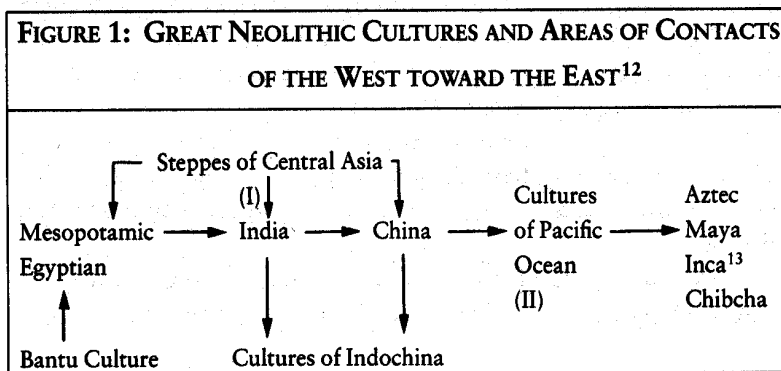 FIGURE 1: GREAT NEOLITHIC CULTURES AND AREAS OF CONTACTS
OF THE WEST TOWARD THE EAST12
Steppes of Central Asia
(I)
Cultures
Aztec
Mesopotamic
India
China
of Pacific
Maya
Egyptian
Ocean
Inca13
(II)
Chibcha
Bantu Culture
Cultures of Indochina